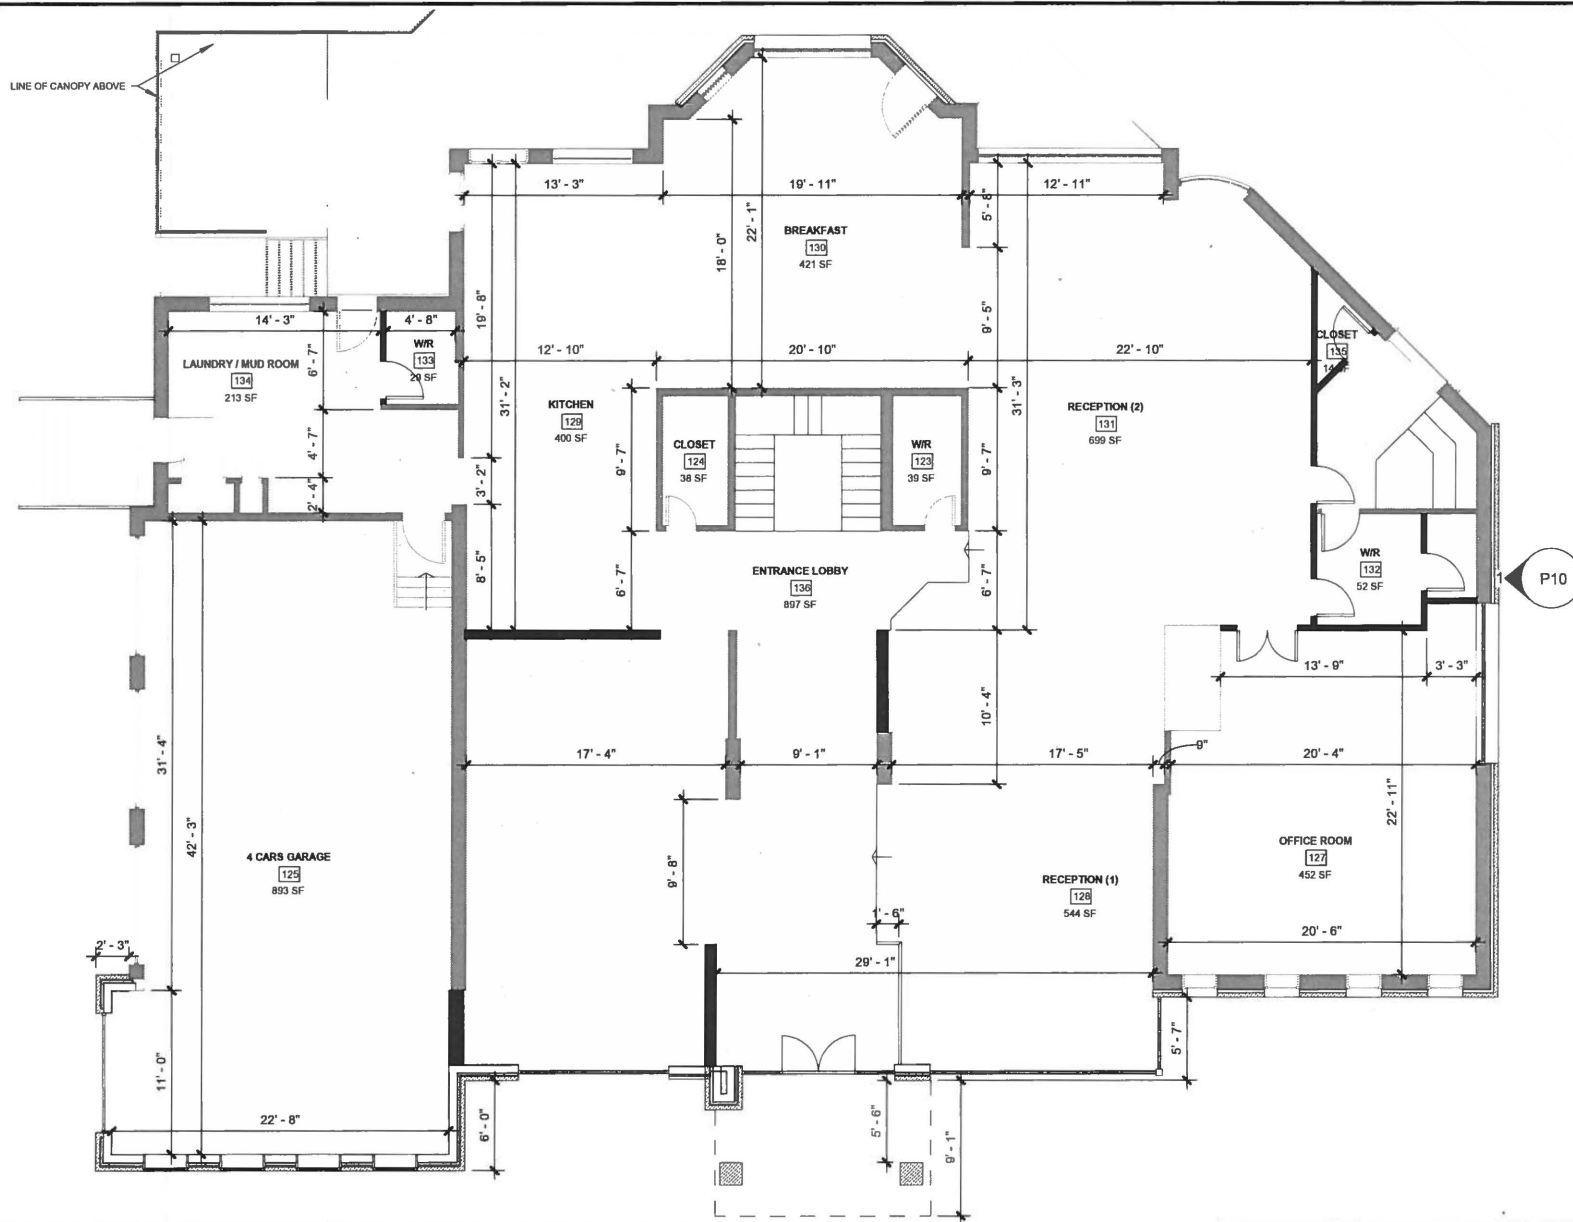 LINE OF CANOPY ABOVE
13' - 3"
19' - 11"
12' - 11"
5' - 8"
22' - 1"
18' - 0"
BREAKFAST
130
421 SF
19' - 8"
31' - 2"
9' - 5"
31' - 3"
14' - 3"
4' - 8"
6' - 7"
W/R
133
29 SF
LAUNDRY / MUD ROOM
134
213 SF
12' - 10"
20' - 10"
22' - 10"
CLOSET
135
KITCHEN
129
400 SF
RECEPTION (2)
131
699 SF
4' - 7"
2' - 4"
3' - 2"
9' - 7"
CLOSET
124
38 SF
W/R
123
39 SF
9' - 7"
8' - 5"
6' - 7"
ENTRANCE LOBBY
136
897 SF
6' - 7"
W/R
132
52 SF
1
P10
13' - 9"
3' - 3"
10' - 4"
31' - 4"
42' - 3"
17' - 4"
9' - 1"
17' - 5"
9"
20' - 4"
22' - 11"
4 CARS GARAGE
125
893 SF
9' - 8"
OFFICE ROOM
127
452 SF
RECEPTION (1)
128
544 SF
1' - 6"
20' - 6"
2' - 3"
29' - 1"
11' - 0"
5' - 7"
22' - 8"
6' - 0"
5' - 6"
9' - 1"